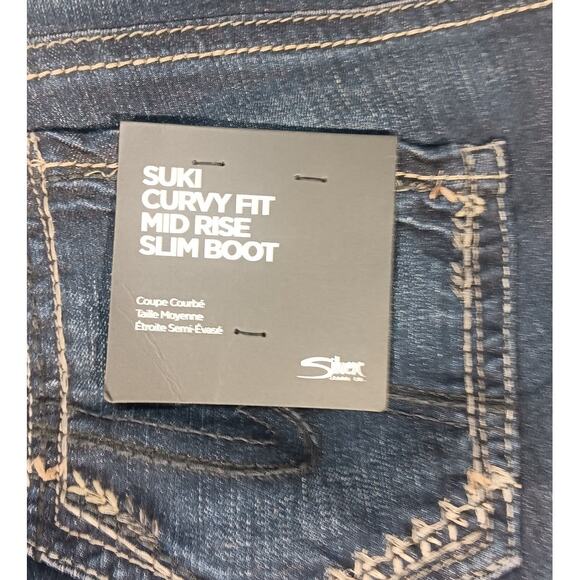 SUKI
CURVY FIT
MID RISE
SLIM BOOT
Coupe Courbé
Taille Moyenne
Étroite Semi-Évasé
Silver